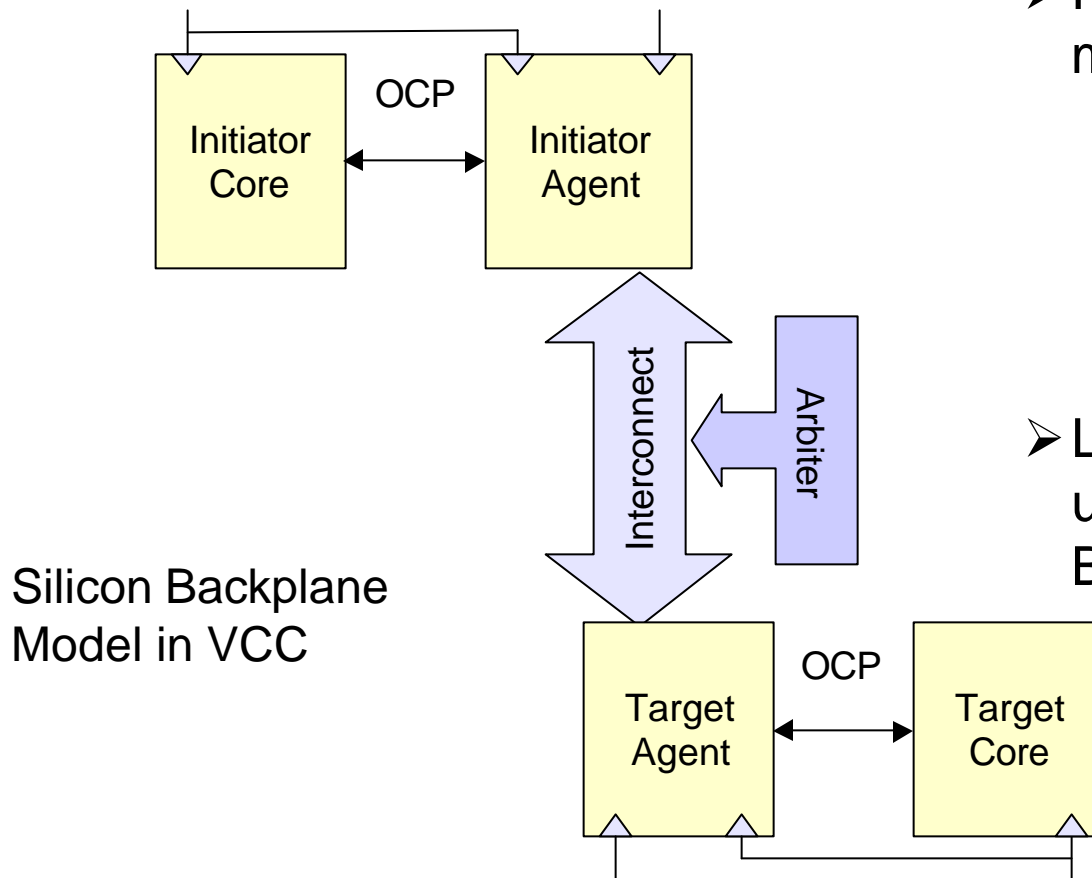 OCP
Initiator
Core
Initiator
Agent
Interconnect
Arbiter
L
u
B
Silicon Backplane
Model in VCC
OCP
Target
Agent
Target
Core